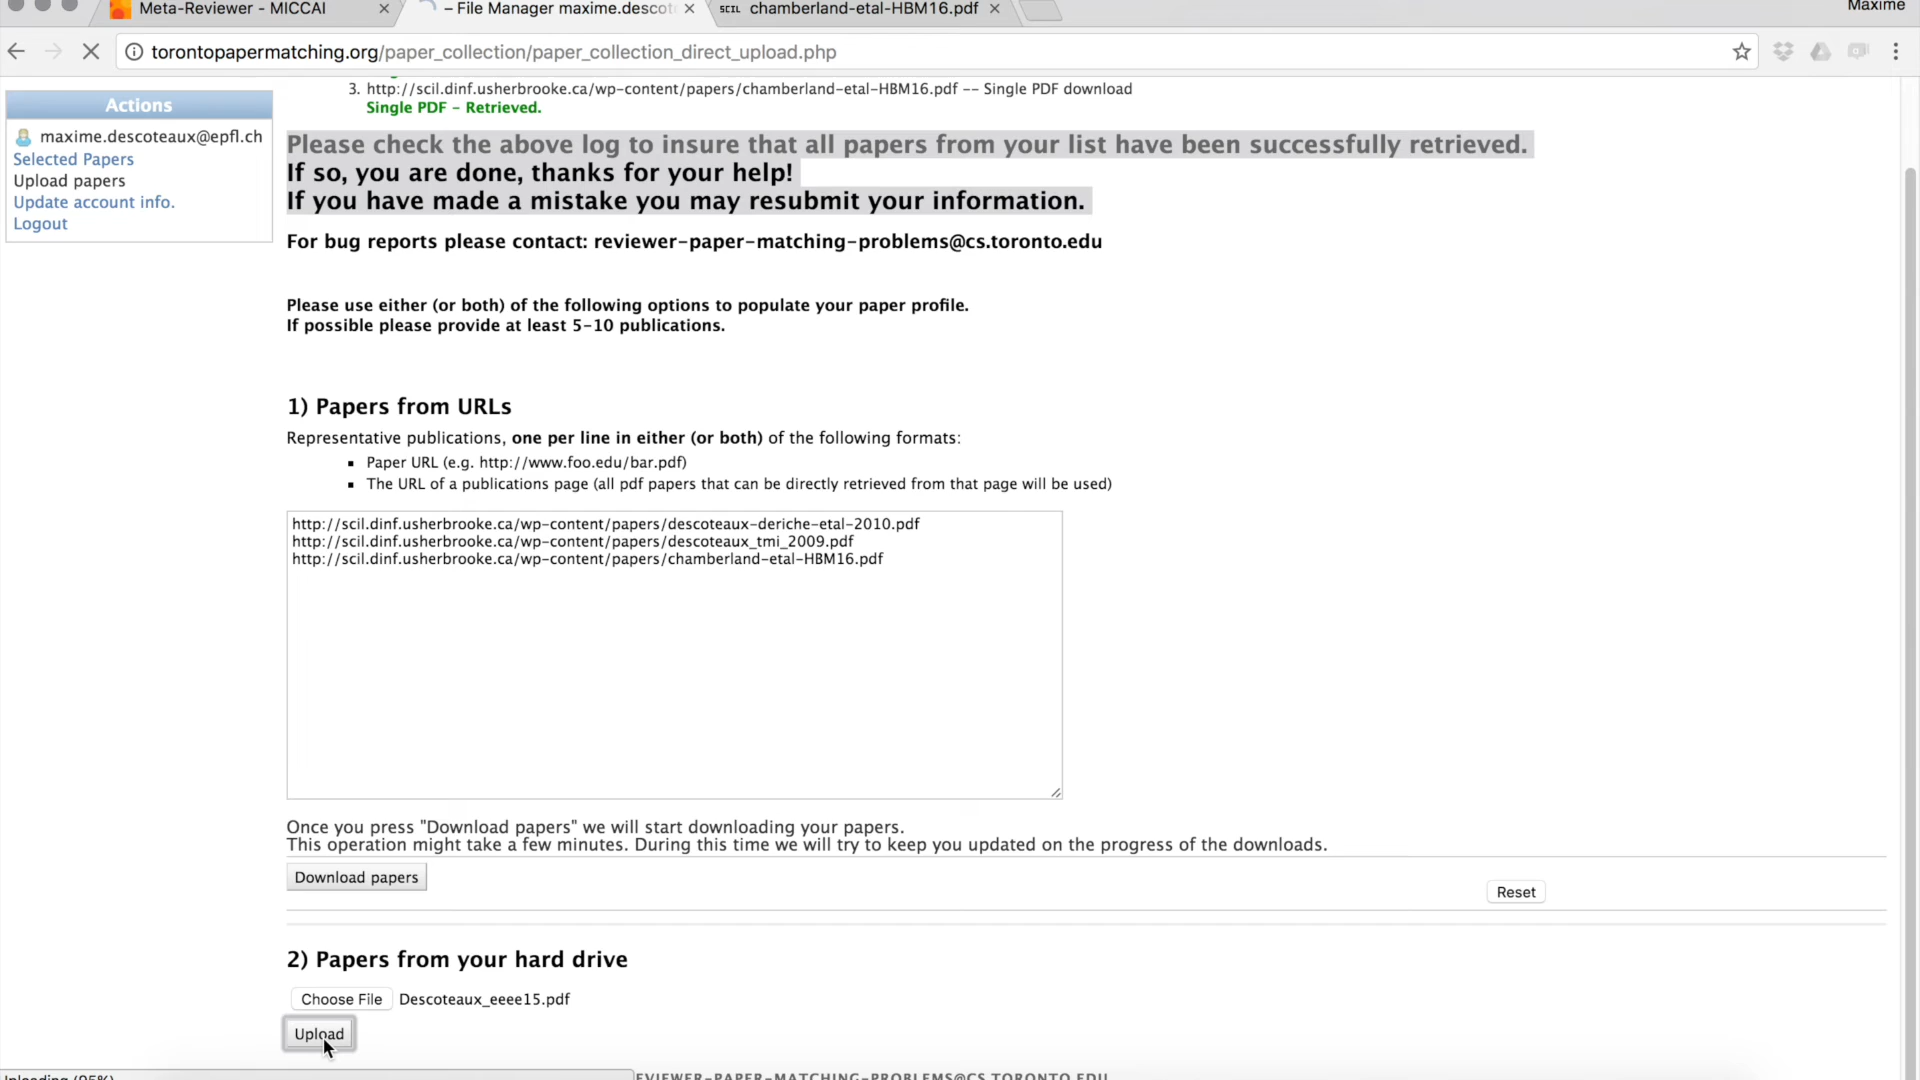 Meta-Reviewer - MICCAI
– File Manager maxime.descot
SCIL chamberland-etal-HBM16.pdf
Maxime
torontopapermatching.org/paper_collection/paper_collection_direct_upload.php
Actions
maxime.descoteaux@epfl.ch
Selected Papers
Upload papers
Update account info.
Logout
3. http://scil.dinf.usherbrooke.ca/wp-content/papers/chamberland-etal-HBM16.pdf -- Single PDF download
Single PDF - Retrieved.
Please check the above log to insure that all papers from your list have been successfully retrieved.
If so, you are done, thanks for your help!
If you have made a mistake you may resubmit your information.
For bug reports please contact: reviewer-paper-matching-problems@cs.toronto.edu
Please use either (or both) of the following options to populate your paper profile.
If possible please provide at least 5-10 publications.
1) Papers from URLs
Representative publications, one per line in either (or both) of the following formats:
Paper URL (e.g. http://www.foo.edu/bar.pdf)
The URL of a publications page (all pdf papers that can be directly retrieved from that page will be used)
http://scil.dinf.usherbrooke.ca/wp-content/papers/descoteaux-deriche-etal-2010.pdf
http://scil.dinf.usherbrooke.ca/wp-content/papers/descoteaux_tmi_2009.pdf
http://scil.dinf.usherbrooke.ca/wp-content/papers/chamberland-etal-HBM16.pdf
Once you press "Download papers" we will start downloading your papers.
This operation might take a few minutes. During this time we will try to keep you updated on the progress of the downloads.
Download papers
Reset
2) Papers from your hard drive
Choose File Descoteaux_eeee15.pdf
Upload
Uploading (95%)
EVIEWER-PAPER-MATCHING-PROBLEMS@CS.TORONTO.EDU